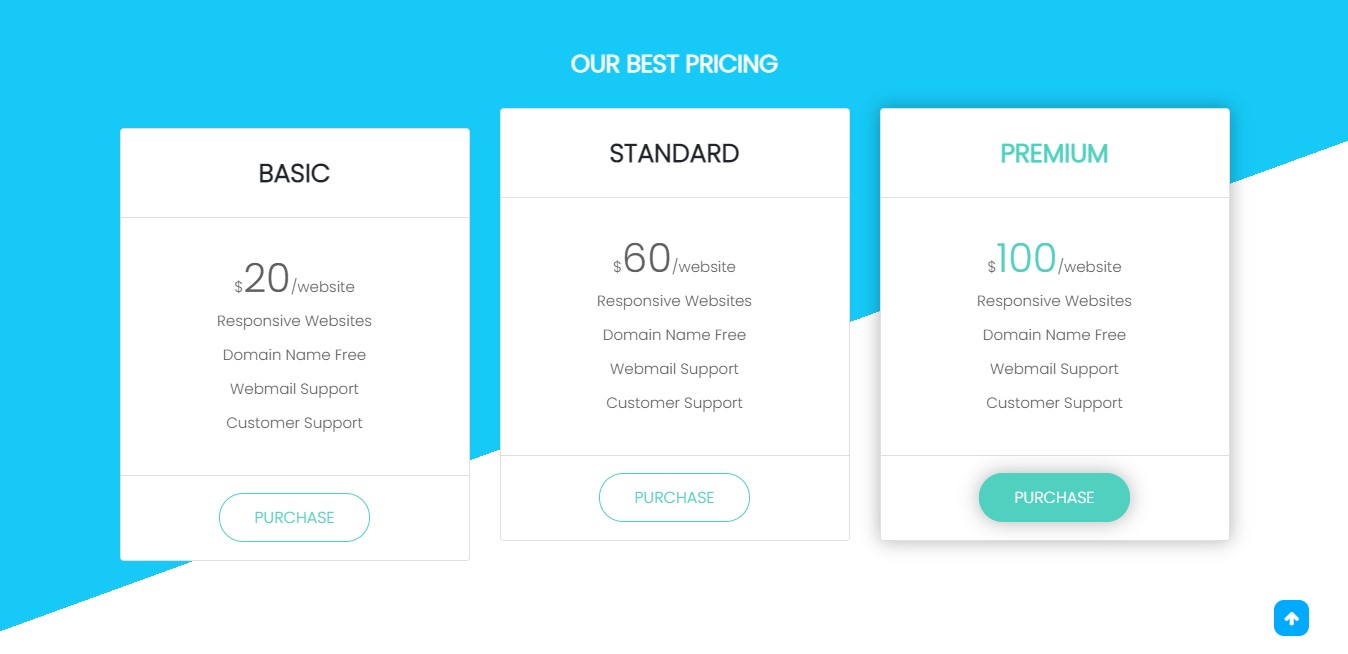 OUR BEST PRICING
BASIC
$20/website
Responsive Websites
Domain Name Free
Webmail Support
Customer Support
PURCHASE
STANDARD
$60/website
Responsive Websites
Domain Name Free
Webmail Support
Customer Support
PURCHASE
PREMIUM
$100/website
Responsive Websites
Domain Name Free
Webmail Support
Customer Support
PURCHASE